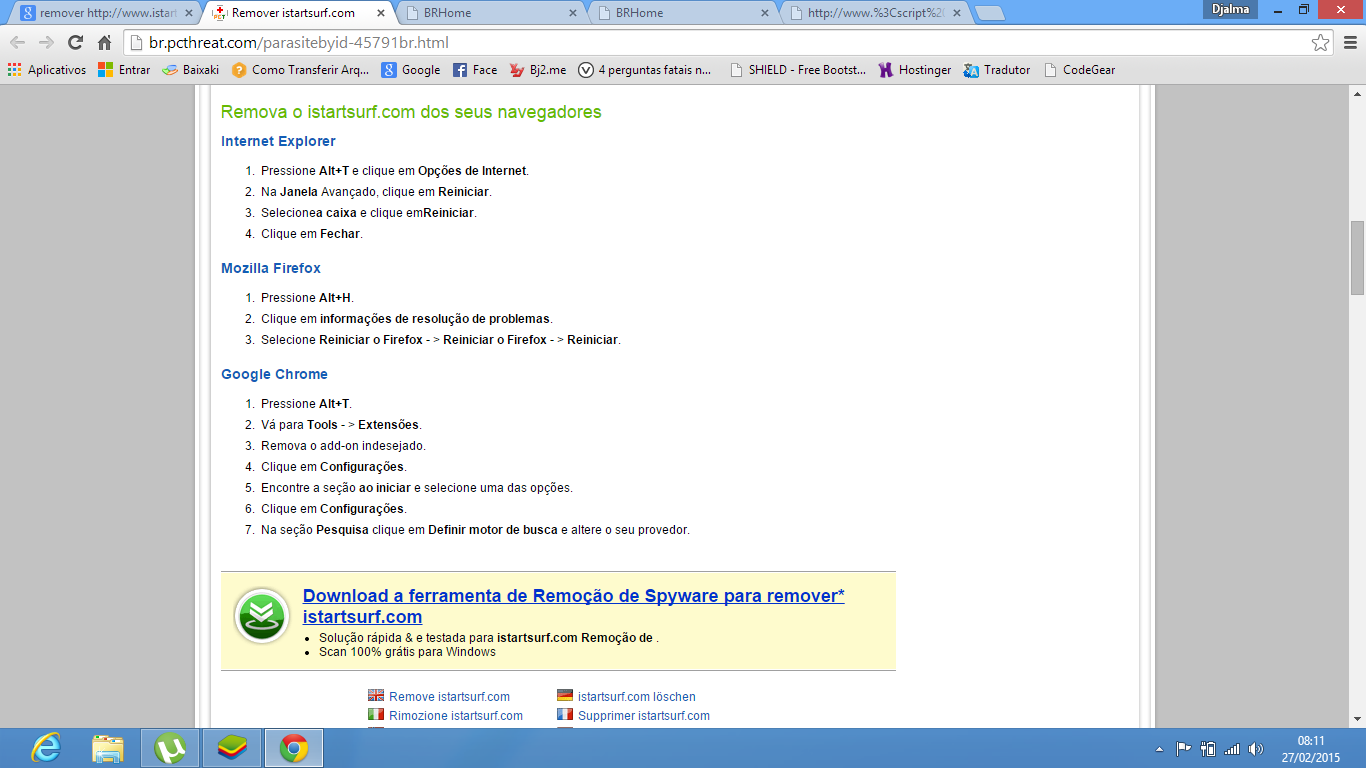 remover http://www.istart
Remover istartsurf.com
BRHome
BRHome
http://www.%3Cscript%20
Djalma
br.pcthreat.com/parasitebyid-45791br.html
Aplicativos
Entrar
Baixaki
Como Transferir Arq...
Google
Face
Bj2.me
4 perguntas fatais n...
SHIELD - Free Bootst...
Hostinger
Tradutor
CodeGear
Remova o istartsurf.com dos seus navegadores
Internet Explorer
1. Pressione Alt+T e clique em Opções de Internet.
2. Na Janela Avançado, clique em Reiniciar.
3. Selecionea caixa e clique emReiniciar.
4. Clique em Fechar.
Mozilla Firefox
1. Pressione Alt+H.
2. Clique em informações de resolução de problemas.
3. Selecione Reiniciar o Firefox - > Reiniciar o Firefox - > Reiniciar.
Google Chrome
1. Pressione Alt+T.
2. Vá para Tools - > Extensões.
3. Remova o add-on indesejado.
4. Clique em Configurações.
5. Encontre a seção ao iniciar e selecione uma das opções.
6. Clique em Configurações.
7. Na seção Pesquisa clique em Definir motor de busca e altere o seu provedor.
Download a ferramenta de Remoção de Spyware para remover*
istartsurf.com
• Solução rápida & e testada para istartsurf.com Remoção de .
• Scan 100% grátis para Windows
Remove istartsurf.com
istartsurf.com löschen
Rimozione istartsurf.com
Supprimer istartsurf.com
08:11
27/02/2015